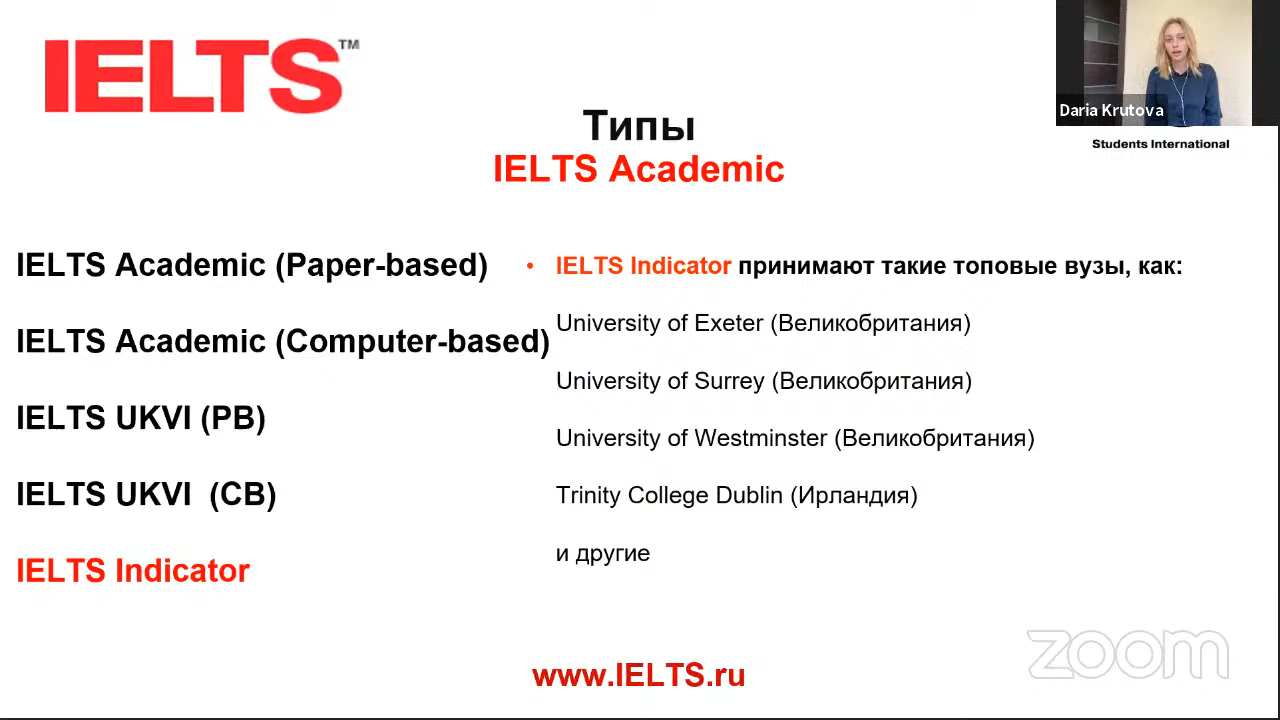 IELTS™
Daria Krutova
Students International
Типы
IELTS Academic
IELTS Academic (Paper-based)
IELTS Academic (Computer-based)
IELTS UKVI (PB)
IELTS UKVI (CB)
IELTS Indicator
• IELTS Indicator принимают такие топовые вузы, как:
University of Exeter (Великобритания)
University of Surrey (Великобритания)
University of Westminster (Великобритания)
Trinity College Dublin (Ирландия)
и другие
www.IELTS.ru
zoom